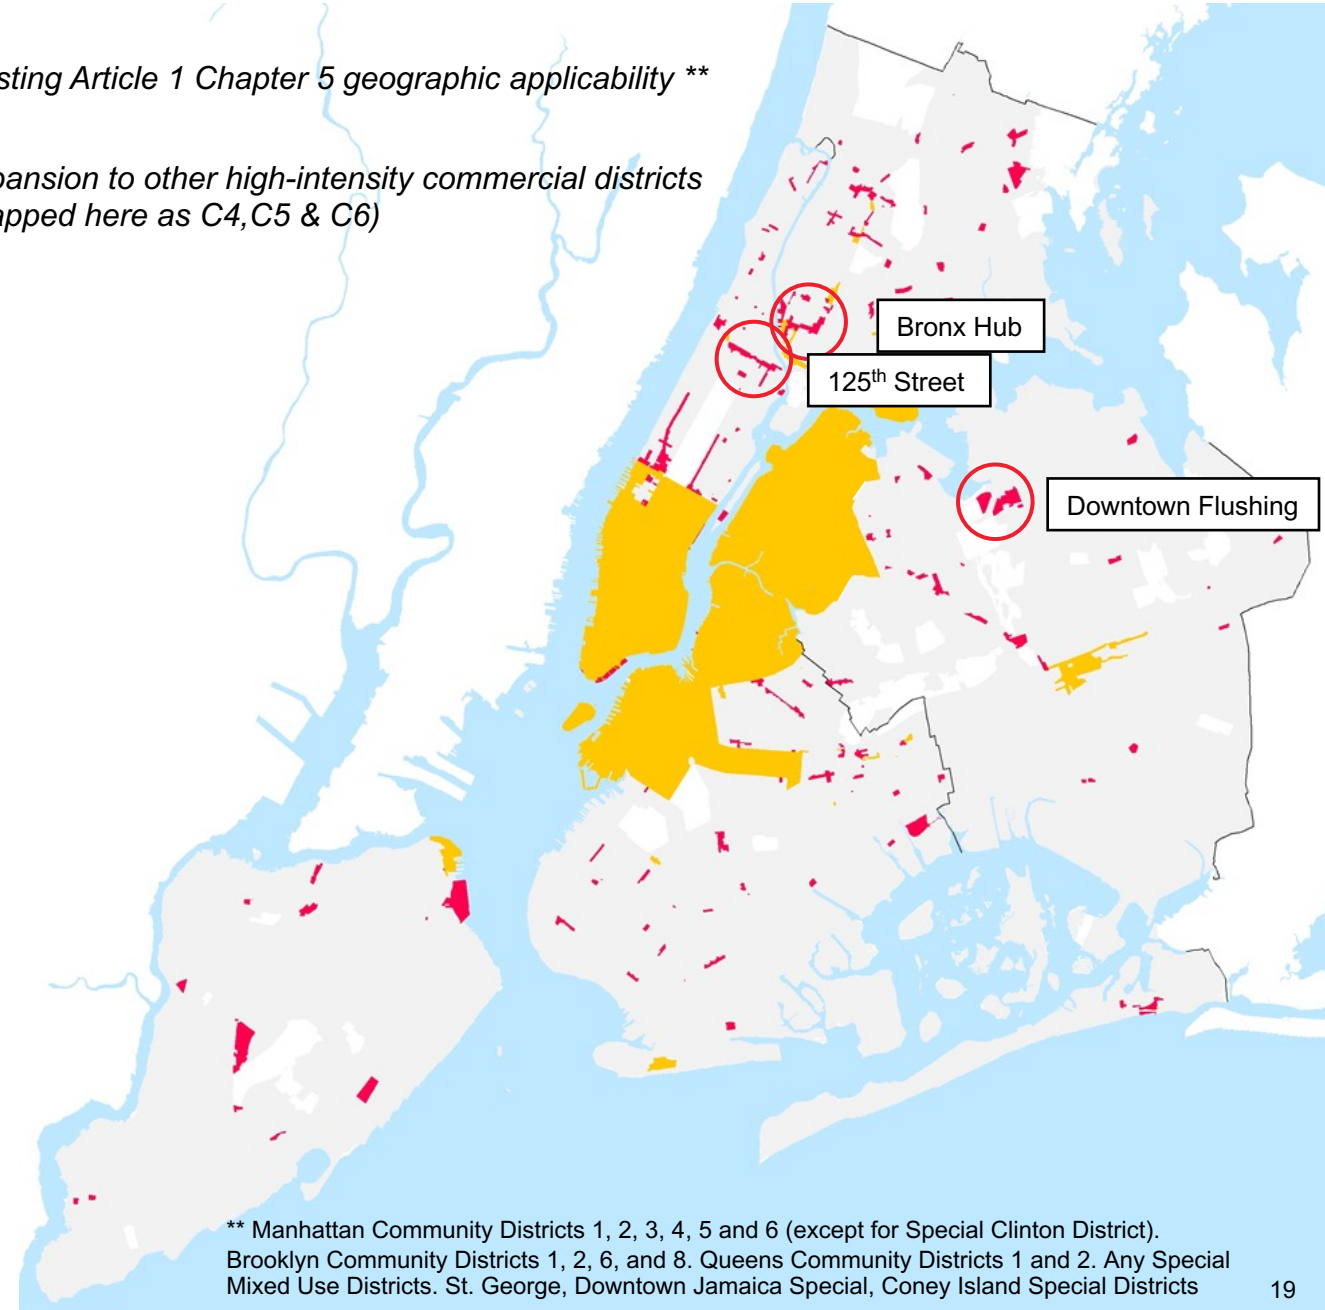 sting Article 1 Chapter 5 geographic applicability **
pansion to other high-intensity commercial districts
apped here as C4,C5 & C6)
Bronx Hub
125th Street
Downtown Flushing
** Manhattan Community Districts 1, 2, 3, 4, 5 and 6 (except for Special Clinton District).
Brooklyn Community Districts 1, 2, 6, and 8. Queens Community Districts 1 and 2. Any Special
Mixed Use Districts. St. George, Downtown Jamaica Special, Coney Island Special Districts
19